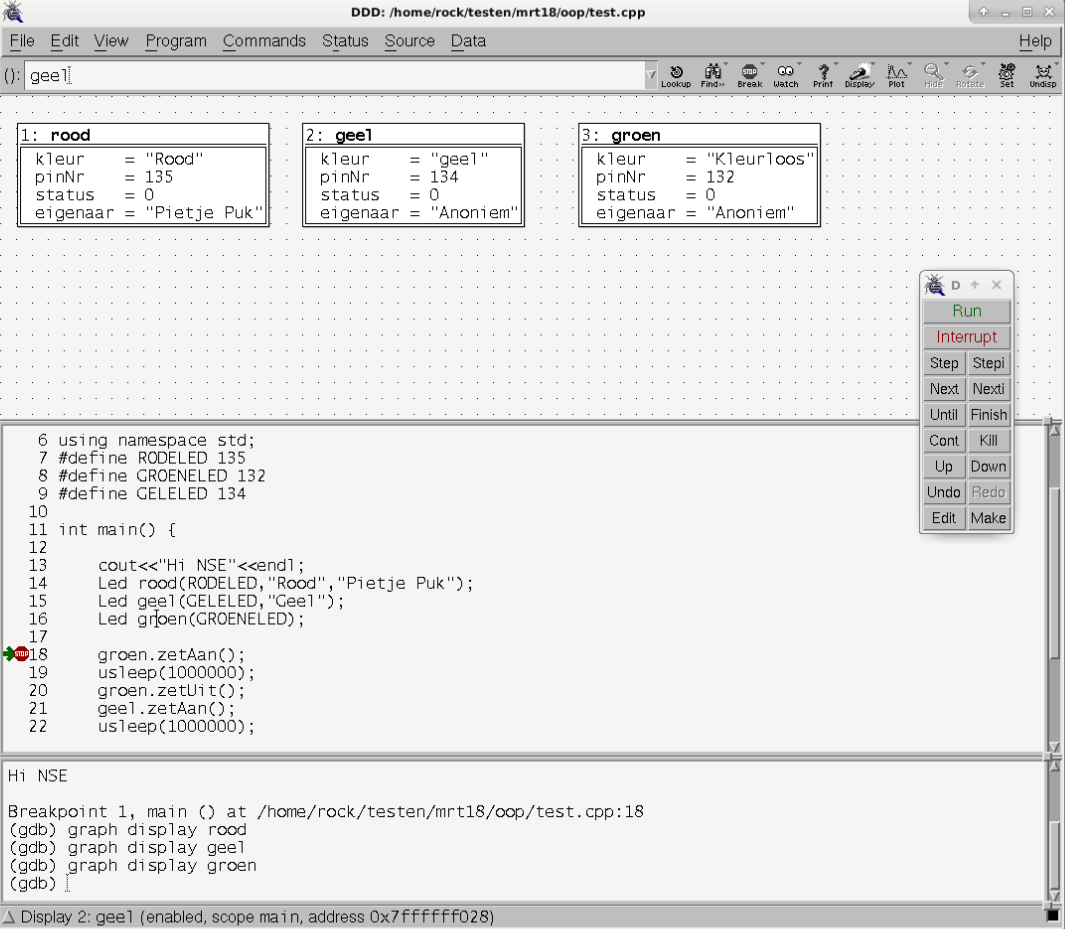 DDD: /home/rock/testen/mrt18/oop/test.cpp
File Edit View Program Commands Status Source Data Help
(): geel
Lookup Find>> Break Watch Print Display Plot Hide Rotate Set Undisp
1: rood
kleur = "Rood"
pinNr = 135
status = 0
eigenaar = "Pietje Puk"
2: geel
kleur = "geel"
pinNr = 134
status = 0
eigenaar = "Anoniem"
3: groen
kleur = "Kleurloos"
pinNr = 132
status = 0
eigenaar = "Anoniem"
D
Run
Interrupt
Step Stepi
Next Nexti
Until Finish
Cont Kill
Up Down
Undo Redo
Edit Make
6 using namespace std;
7 #define RODELED 135
8 #define GROENELED 132
9 #define GELELED 134
10
11 int main() {
12
13 cout<<"Hi NSE"<<endl;
14 Led rood(RODELED,"Rood","Pietje Puk");
15 Led geel(GELELED,"Geel");
16 Led groen(GROENELED);
17
STOP 18 groen.zetAan();
19 usleep(1000000);
20 groen.zetUit();
21 geel.zetAan();
22 usleep(1000000);
Hi NSE
Breakpoint 1, main () at /home/rock/testen/mrt18/oop/test.cpp:18
(gdb) graph display rood
(gdb) graph display geel
(gdb) graph display groen
(gdb)
Display 2: geel (enabled, scope main, address 0x7ffffff028)